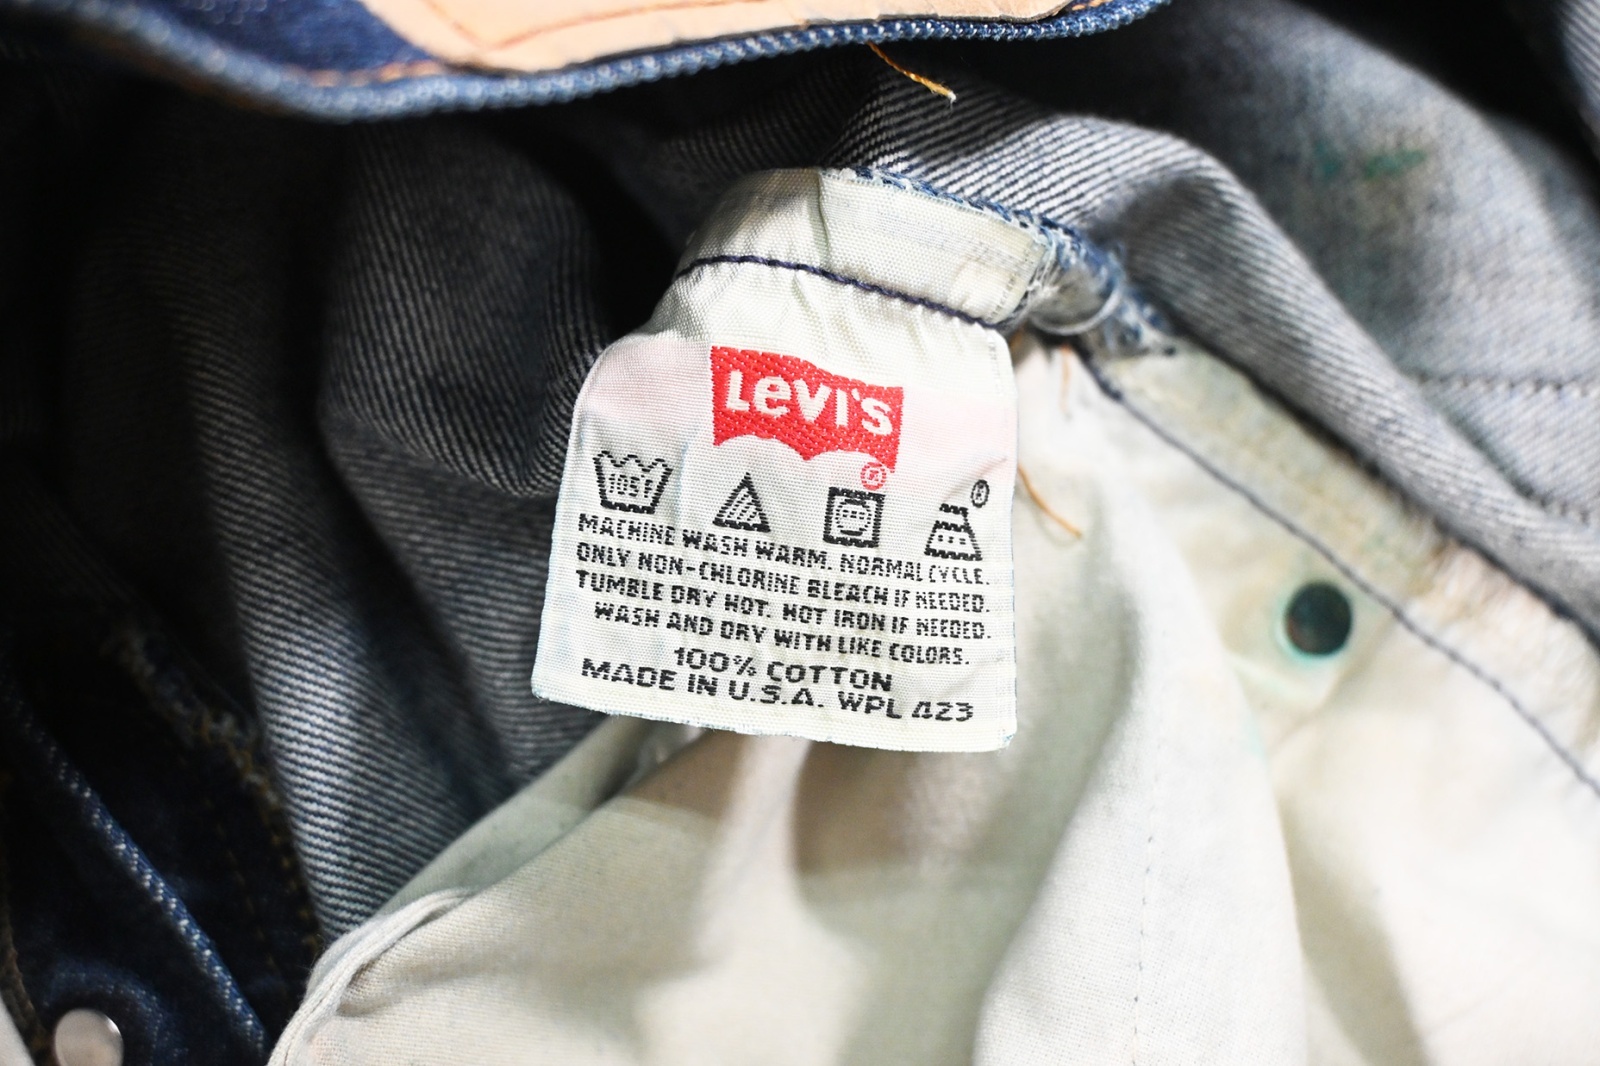 Levi's
®
105°F
®
MACHINE WASH WARM. NORMAL CYCLE.
ONLY NON-CHLORINE BLEACH IF NEEDED.
TUMBLE DRY HOT. HOT IRON IF NEEDED.
WASH AND DRY WITH LIKE COLORS.
100% COTTON
MADE IN U.S.A. WPL 423